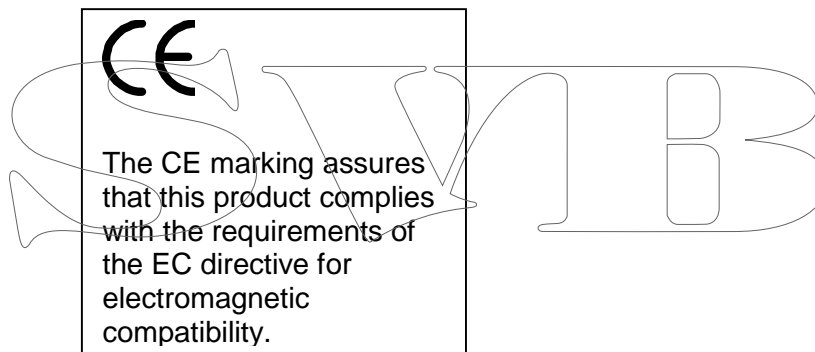 CE
SVB
The CE marking assures
that this product complies
with the requirements of
the EC directive for
electromagnetic
compatibility.